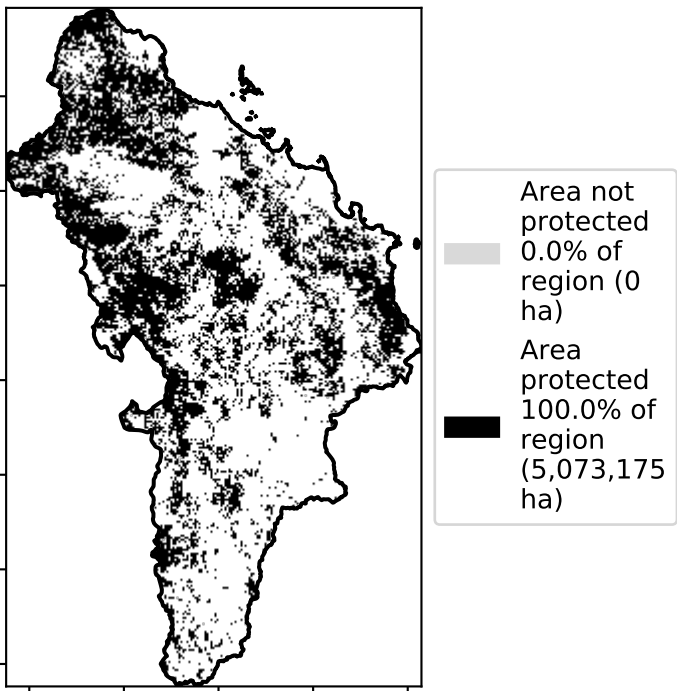 Area not
protected
0.0% of
region (0
ha)
Area
protected
100.0% of
region
(5,073,175
ha)